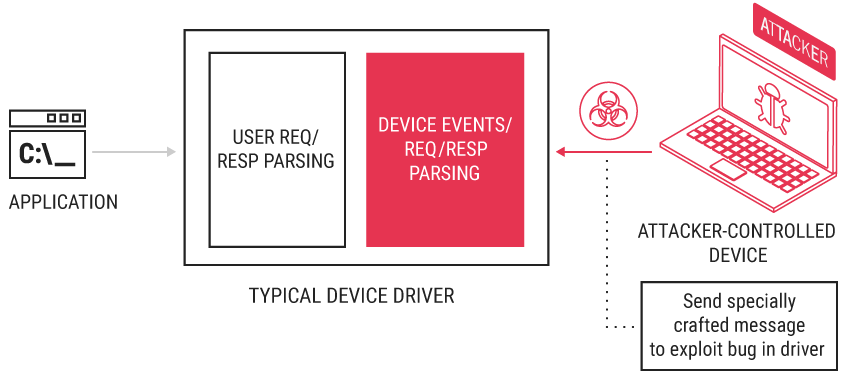 ATTACKER
C:\_
APPLICATION
USER REQ/
RESP PARSING
DEVICE EVENTS/
REQ/RESP
PARSING
TYPICAL DEVICE DRIVER
ATTACKER-CONTROLLED
DEVICE
Send specially
crafted message
to exploit bug in driver